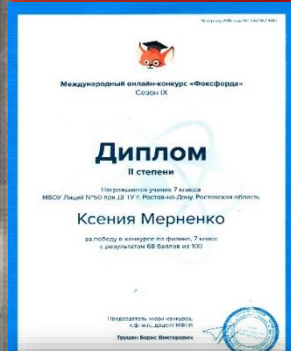 Международный онлайн-конкурс «Фоксфорда»
Сезон IX
Диплом
II степени
Награждается ученик 7 класса
МБОУ Лицей №50 при ДГТУ г. Ростов-на-Дону, Ростовская область
Ксения Мерненко
за победу в конкурсе по физике, 7 класс
с результатом 68 баллов из 100
Председатель жюри конкурса,
к.ф.-м.н., доцент МФТИ
Трушин Борис Викторович